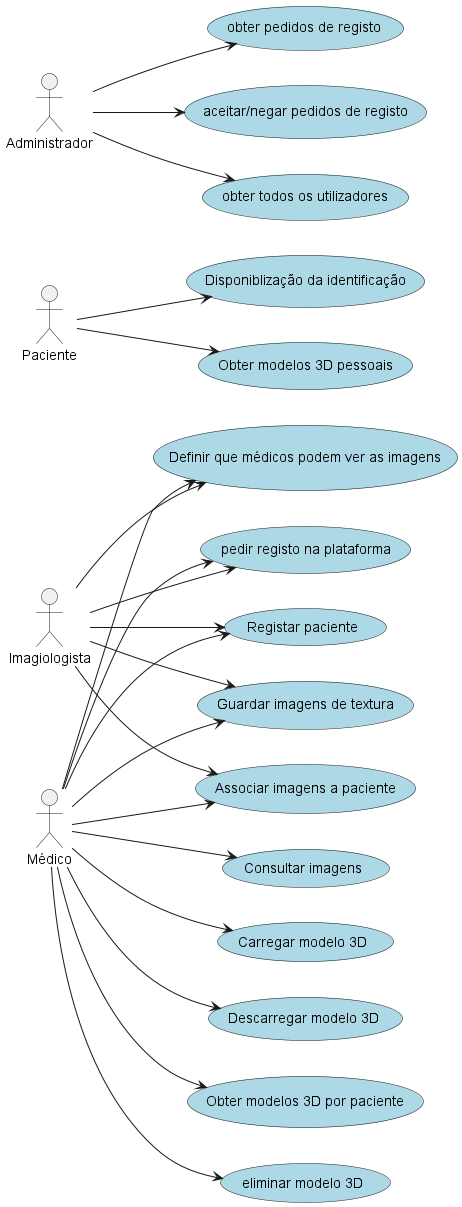 obter pedidos de registo
aceitar/negar pedidos de registo
Administrador
obter todos os utilizadores
Disponiblização da identificação
Paciente
Obter modelos 3D pessoais
Definir que médicos podem ver as imagens
pedir registo na plataforma
Registar paciente
Imagiologista
Guardar imagens de textura
Associar imagens a paciente
Médico
Consultar imagens
Carregar modelo 3D
Descarregar modelo 3D
Obter modelos 3D por paciente
eliminar modelo 3D